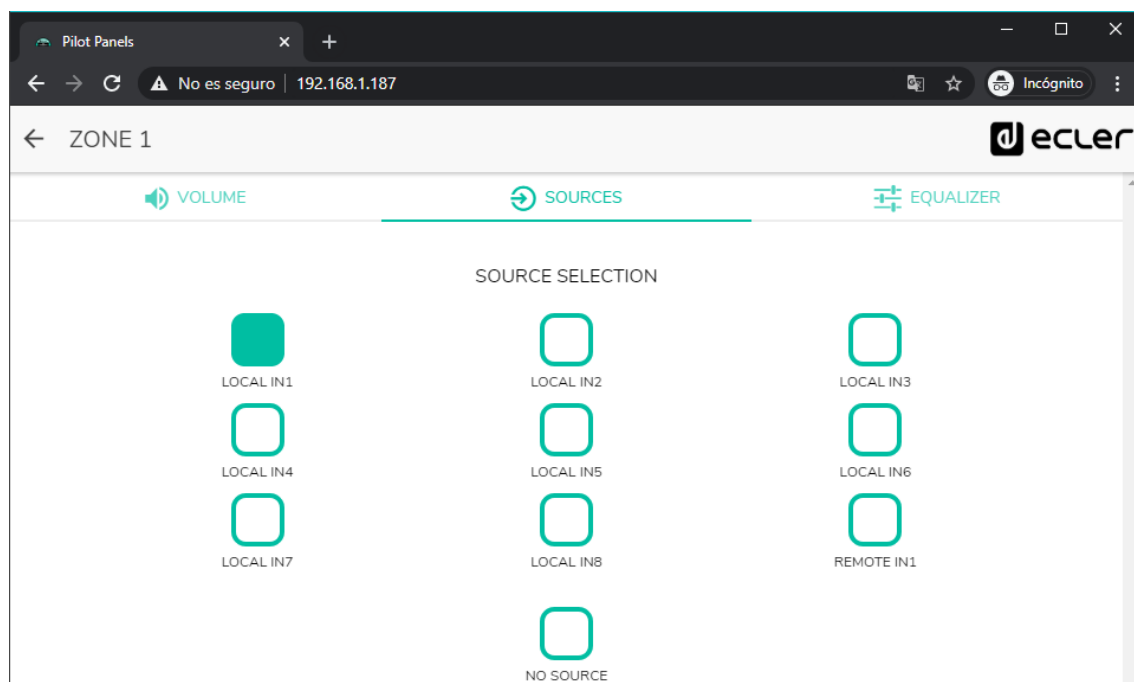 Pilot Panels
No es seguro 192.168.1.187 Incógnito
ZONE 1 ecler
VOLUME SOURCES EQUALIZER
SOURCE SELECTION
LOCAL IN1 LOCAL IN2 LOCAL IN3
LOCAL IN4 LOCAL IN5 LOCAL IN6
LOCAL IN7 LOCAL IN8 REMOTE IN1
NO SOURCE